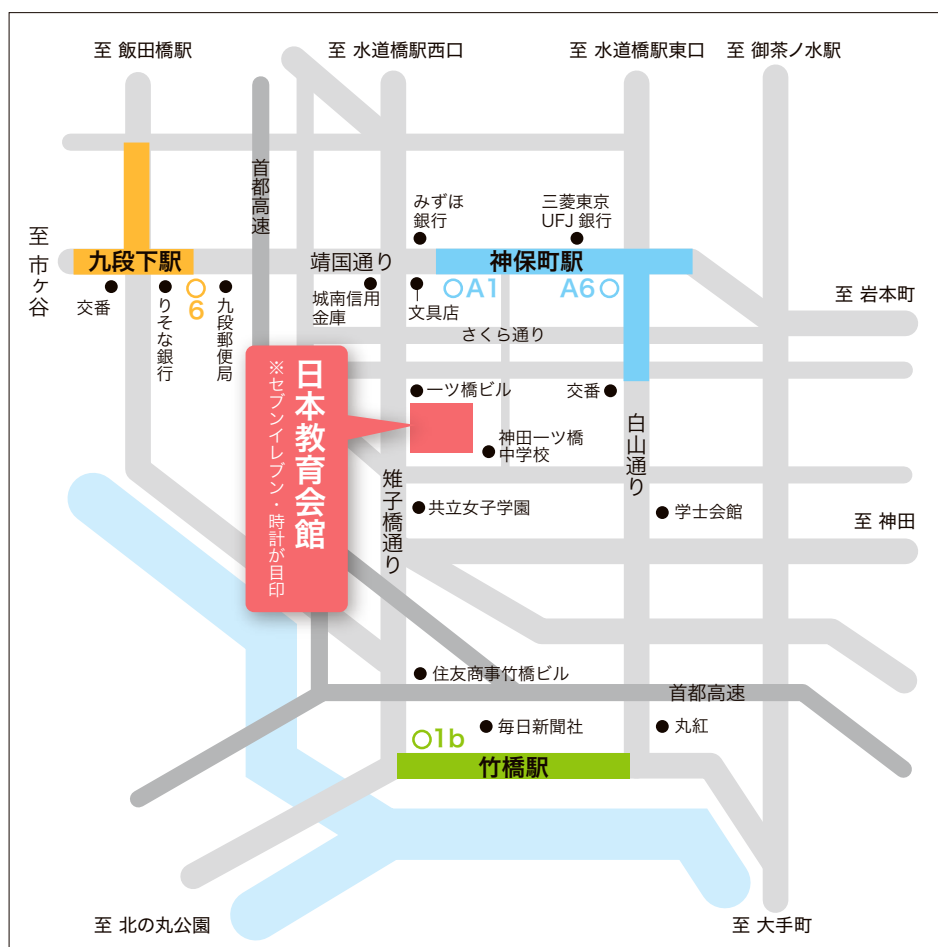 至 飯田橋駅
至 水道橋駅西口
至 水道橋駅東口
至 御茶ノ水駅
首都高速
みずほ
銀行
三菱東京
UFJ 銀行
至 市ヶ谷
九段下駅
靖国通り
神保町駅
交番
りそな銀行
6
九段郵便局
城南信用
金庫
文具店
A1
A6
至 岩本町
さくら通り
日本教育会館
※セブンイレブン・時計が目印
一ツ橋ビル
交番
神田一ツ橋
中学校
白山通り
雉子橋通り
共立女子学園
学士会館
至 神田
住友商事竹橋ビル
首都高速
1b
毎日新聞社
丸紅
竹橋駅
至 北の丸公園
至 大手町